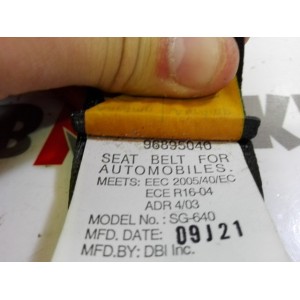 96895040
SEAT BELT FOR
AUTOMOBILES.
MEETS: EEC 2005/40/EC
ECE R16-04
ADR 4/03
MODEL No.: SG-640
MFD. DATE: 09J21
MFD.BY: DBI Inc.